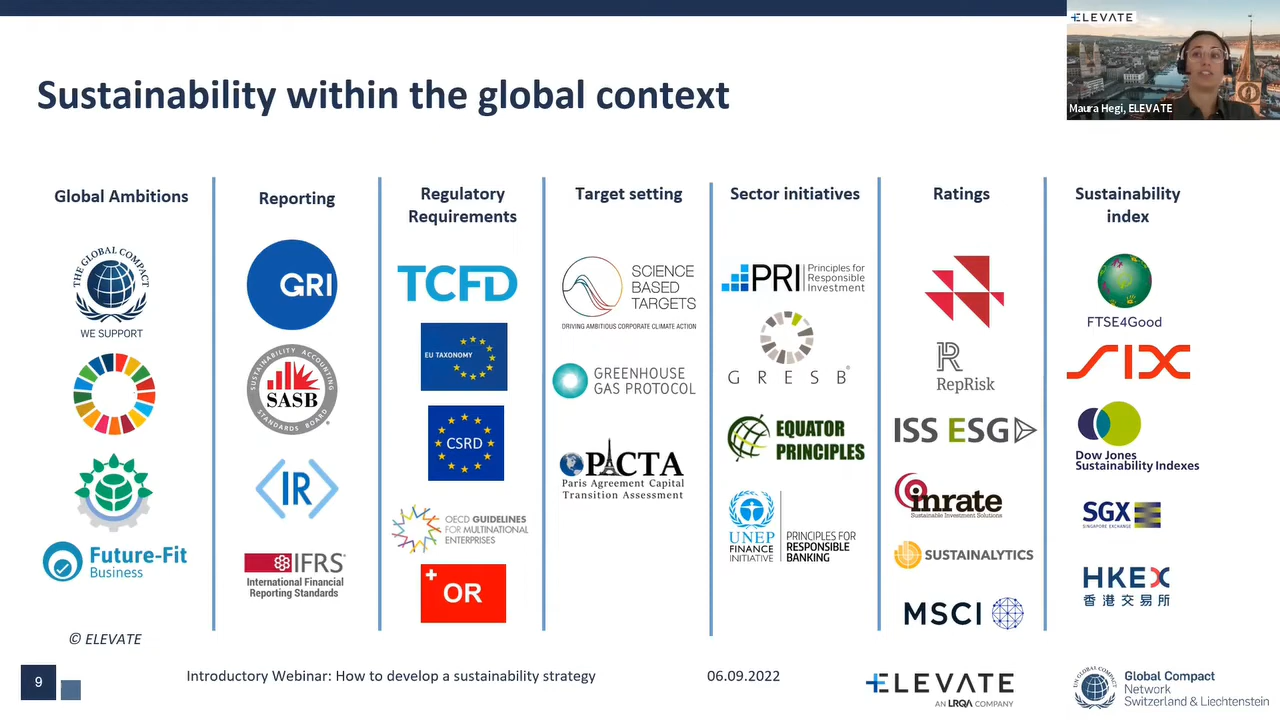 ELEVATE
Maura Hegi, ELEVATE
Sustainability within the global context
Global Ambitions
THE GLOBAL COMPACT
WE SUPPORT
Future-Fit
Business
© ELEVATE
Reporting
GRI
SUSTAINABILITY ACCOUNTING
SASB
STANDARDS BOARD
IR
IFRS
International Financial
Reporting Standards
Regulatory
Requirements
TCFD
EU TAXONOMY
CSRD
OECD GUIDELINES
FOR MULTINATIONAL
ENTERPRISES
OR
Target setting
SCIENCE
BASED
TARGETS
DRIVING AMBITIOUS CORPORATE CLIMATE ACTION
GREENHOUSE
GAS PROTOCOL
PACTA
Paris Agreement Capital
Transition Assessment
Sector initiatives
PRI Principles for
Responsible
Investment
GRESB®
EQUATOR
PRINCIPLES
UNEP
FINANCE
INITIATIVE
PRINCIPLES FOR
RESPONSIBLE
BANKING
Ratings
R
RepRisk
ISS ESG
inrate
Sustainable Investment Solutions
SUSTAINALYTICS
MSCI
Sustainability
index
FTSE4Good
SIX
Dow Jones
Sustainability Indexes
SGX
SINGAPORE EXCHANGE
HKEX
香港交易所
9
Introductory Webinar: How to develop a sustainability strategy
06.09.2022
ELEVATE
AN LRQA COMPANY
UN GLOBAL COMPACT
Global Compact
Network
Switzerland & Liechtenstein